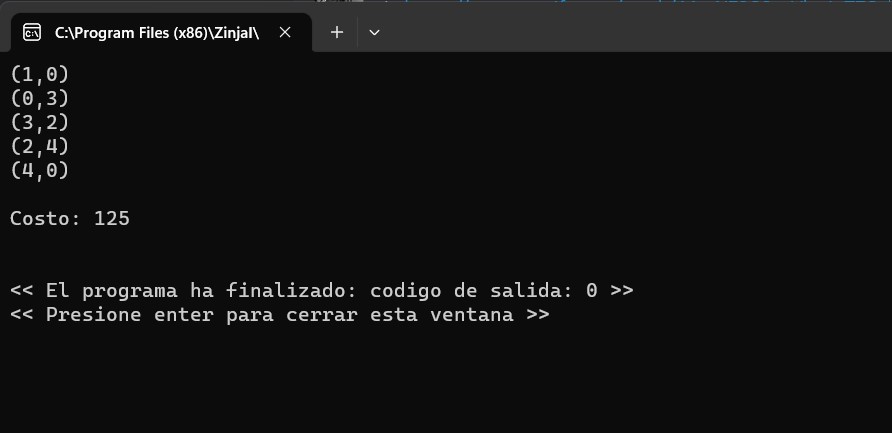 C:\Program Files (x86)\ZinjaI\
(1,0)
(0,3)
(3,2)
(2,4)
(4,0)
Costo: 125
<< El programa ha finalizado: codigo de salida: 0 >>
<< Presione enter para cerrar esta ventana >>